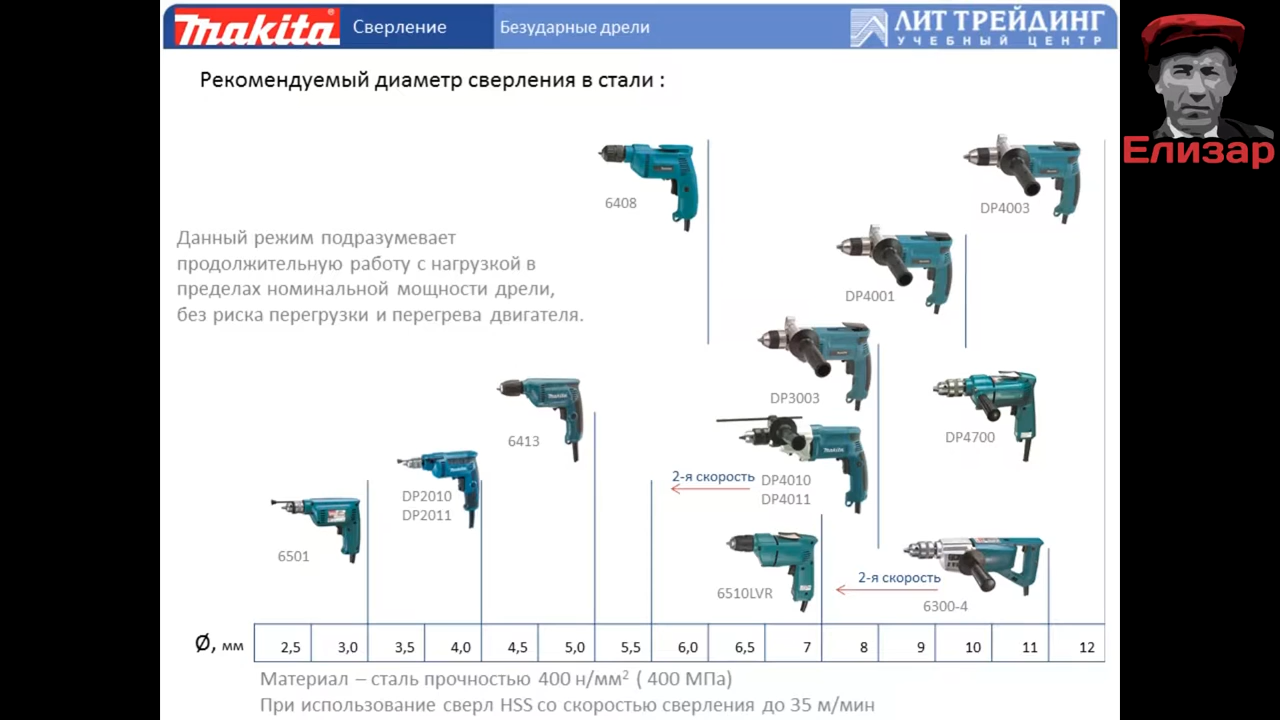 makita
Сверление
Безударные дрели
ЛИТ ТРЕЙДИНГ
УЧЕБНЫЙ ЦЕНТР
Елизар
Рекомендуемый диаметр сверления в стали :
6408
DP4003
Данный режим подразумевает
продолжительную работу с нагрузкой в
пределах номинальной мощности дрели,
без риска перегрузки и перегрева двигателя.
DP4001
DP3003
6413
DP4700
2-я скорость
DP4010
DP4011
DP2010
DP2011
6501
6510LVR
2-я скорость
6300-4
Ø, мм
2,5 3,0 3,5 4,0 4,5 5,0 5,5 6,0 6,5 7 8 9 10 11 12
Материал – сталь прочностью 400 н/мм² ( 400 МПа)
При использование сверл HSS со скоростью сверления до 35 м/мин